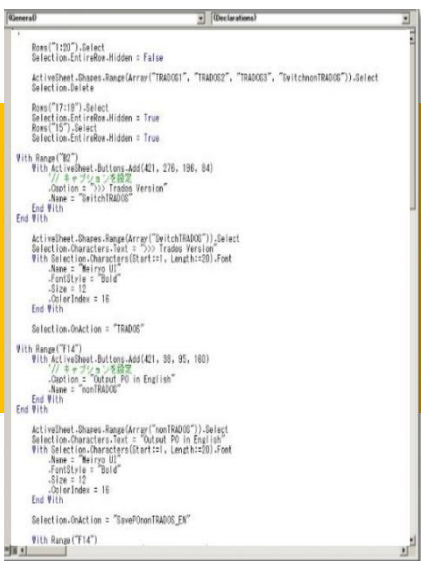 (General)
(Declarations)
'
Rows("1:20").Select
Selection.EntireRow.Hidden = False
ActiveSheet.Shapes.Range(Array("TRADOS1", "TRADOS2", "TRADOS3", "SwitchnonTRADOS")).Select
Selection.Delete
Rows("17:19").Select
Selection.EntireRow.Hidden = True
Rows("15").Select
Selection.EntireRow.Hidden = True
With Range("B2")
With ActiveSheet.Buttons.Add(421, 276, 196, 84)
'// キャプションを設定
.Caption = ">>> Trados Version"
.Name = "SwitchTRADOS"
End With
End With
ActiveSheet.Shapes.Range(Array("SwitchTRADOS")).Select
Selection.Characters.Text = ">>> Trados Version"
With Selection.Characters(Start:=1, Length:=20).Font
.Name = "Meiryo UI"
.FontStyle = "Bold"
.Size = 12
.ColorIndex = 16
End With
Selection.OnAction = "TRADOS"
With Range("F14")
With ActiveSheet.Buttons.Add(421, 38, 95, 160)
'// キャプションを設定
.Caption = "Output PO in English"
.Name = "nonTRADOS"
End With
End With
ActiveSheet.Shapes.Range(Array("nonTRADOS")).Select
Selection.Characters.Text = "Output PO in English"
With Selection.Characters(Start:=1, Length:=20).Font
.Name = "Meiryo UI"
.FontStyle = "Bold"
.Size = 12
.ColorIndex = 16
End With
Selection.OnAction = "SavePOnonTRADOS_EN"
With Range("F14")